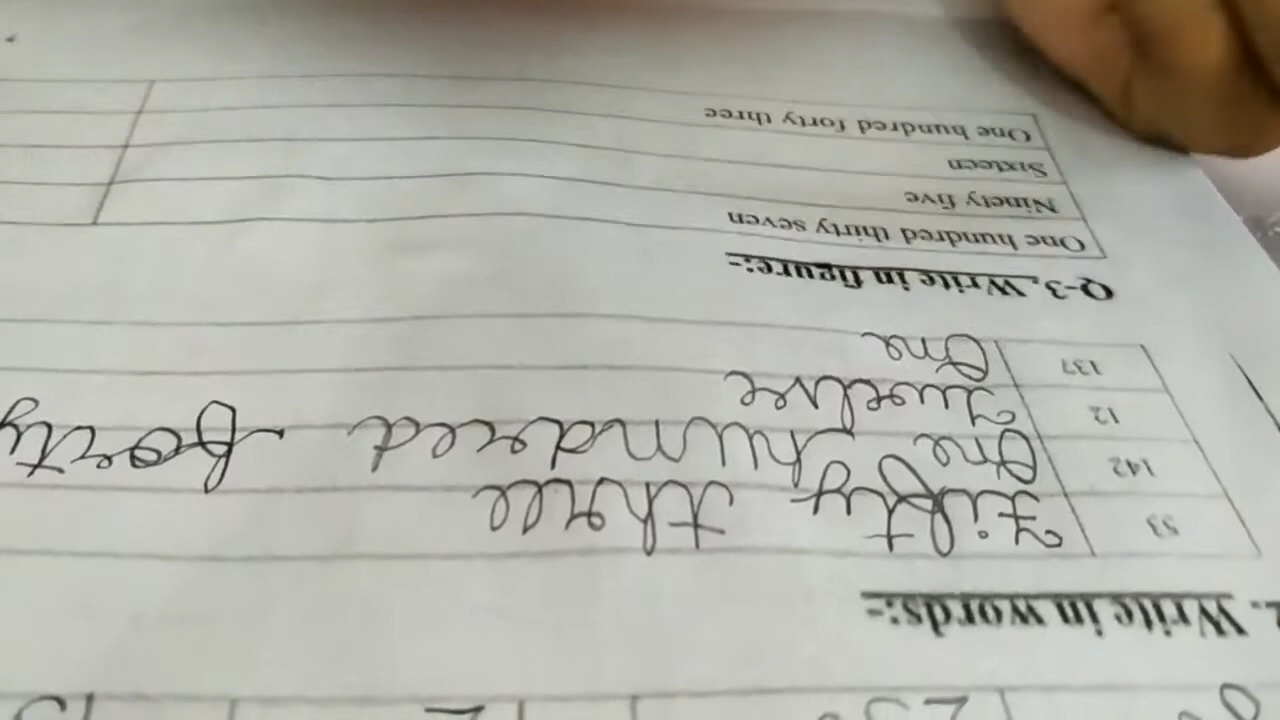 . Write in words:-
53 Fifty three
142 One hundred forty
12 Twelve
137 One
Q-3. Write in figure:-
One hundred thirty seven
Ninety five
Sixteen
One hundred forty three